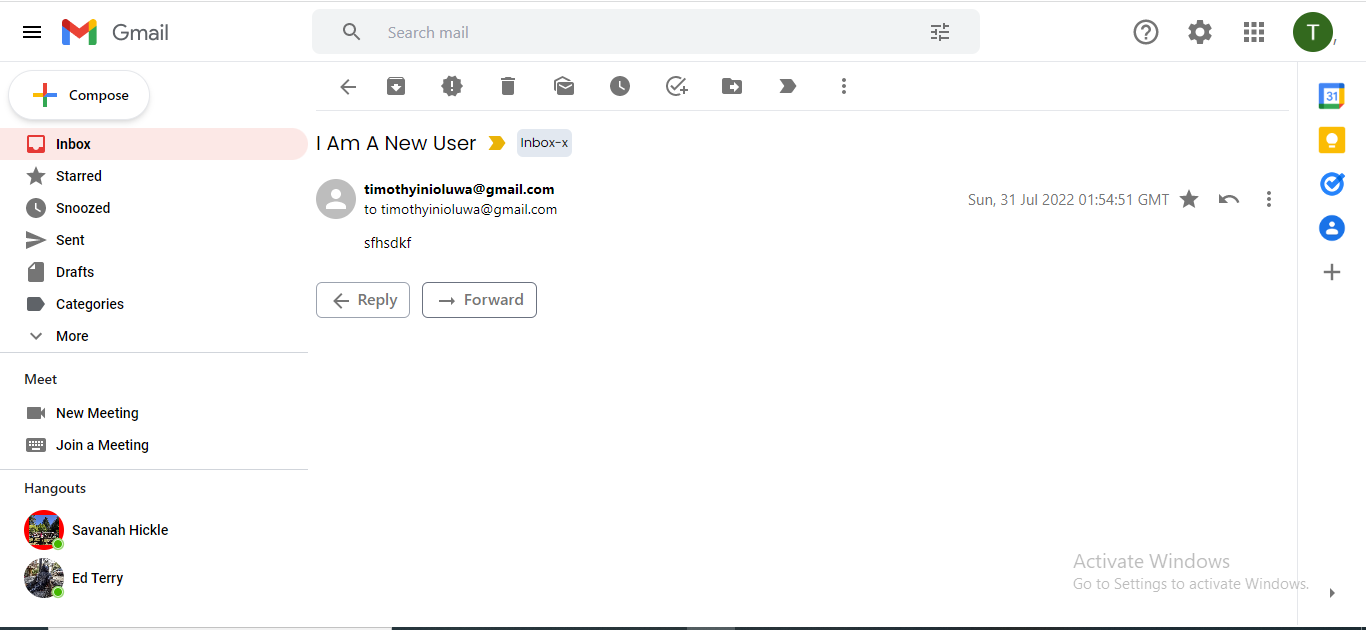 Gmail
Search mail
T,
Compose
Inbox
Starred
Snoozed
Sent
Drafts
Categories
More
Meet
New Meeting
Join a Meeting
Hangouts
Savanah Hickle
Ed Terry
I Am A New User Inbox-x
timothyinioluwa@gmail.com
to timothyinioluwa@gmail.com
Sun, 31 Jul 2022 01:54:51 GMT
sfhsdkf
Reply Forward
31
Activate Windows
Go to Settings to activate Windows.